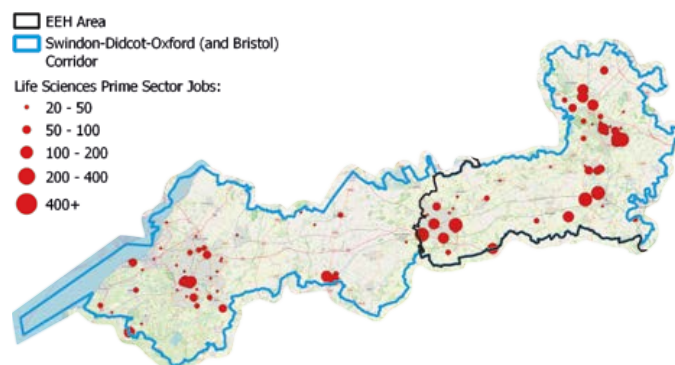 EEH Area
Swindon-Didcot-Oxford (and Bristol)
Corridor
Life Sciences Prime Sector Jobs:
20 - 50
50 - 100
100 - 200
200 - 400
400+